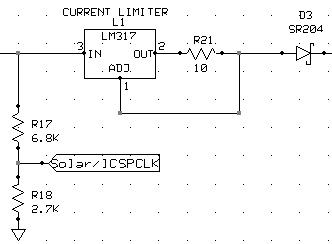 CURRENT LIMITER
L1
D3
LM317
R21
SR204
3
IN
OUT
2
10
ADJ
1
R17
6.8K
Solar/ICSPCLK
R18
2.7K